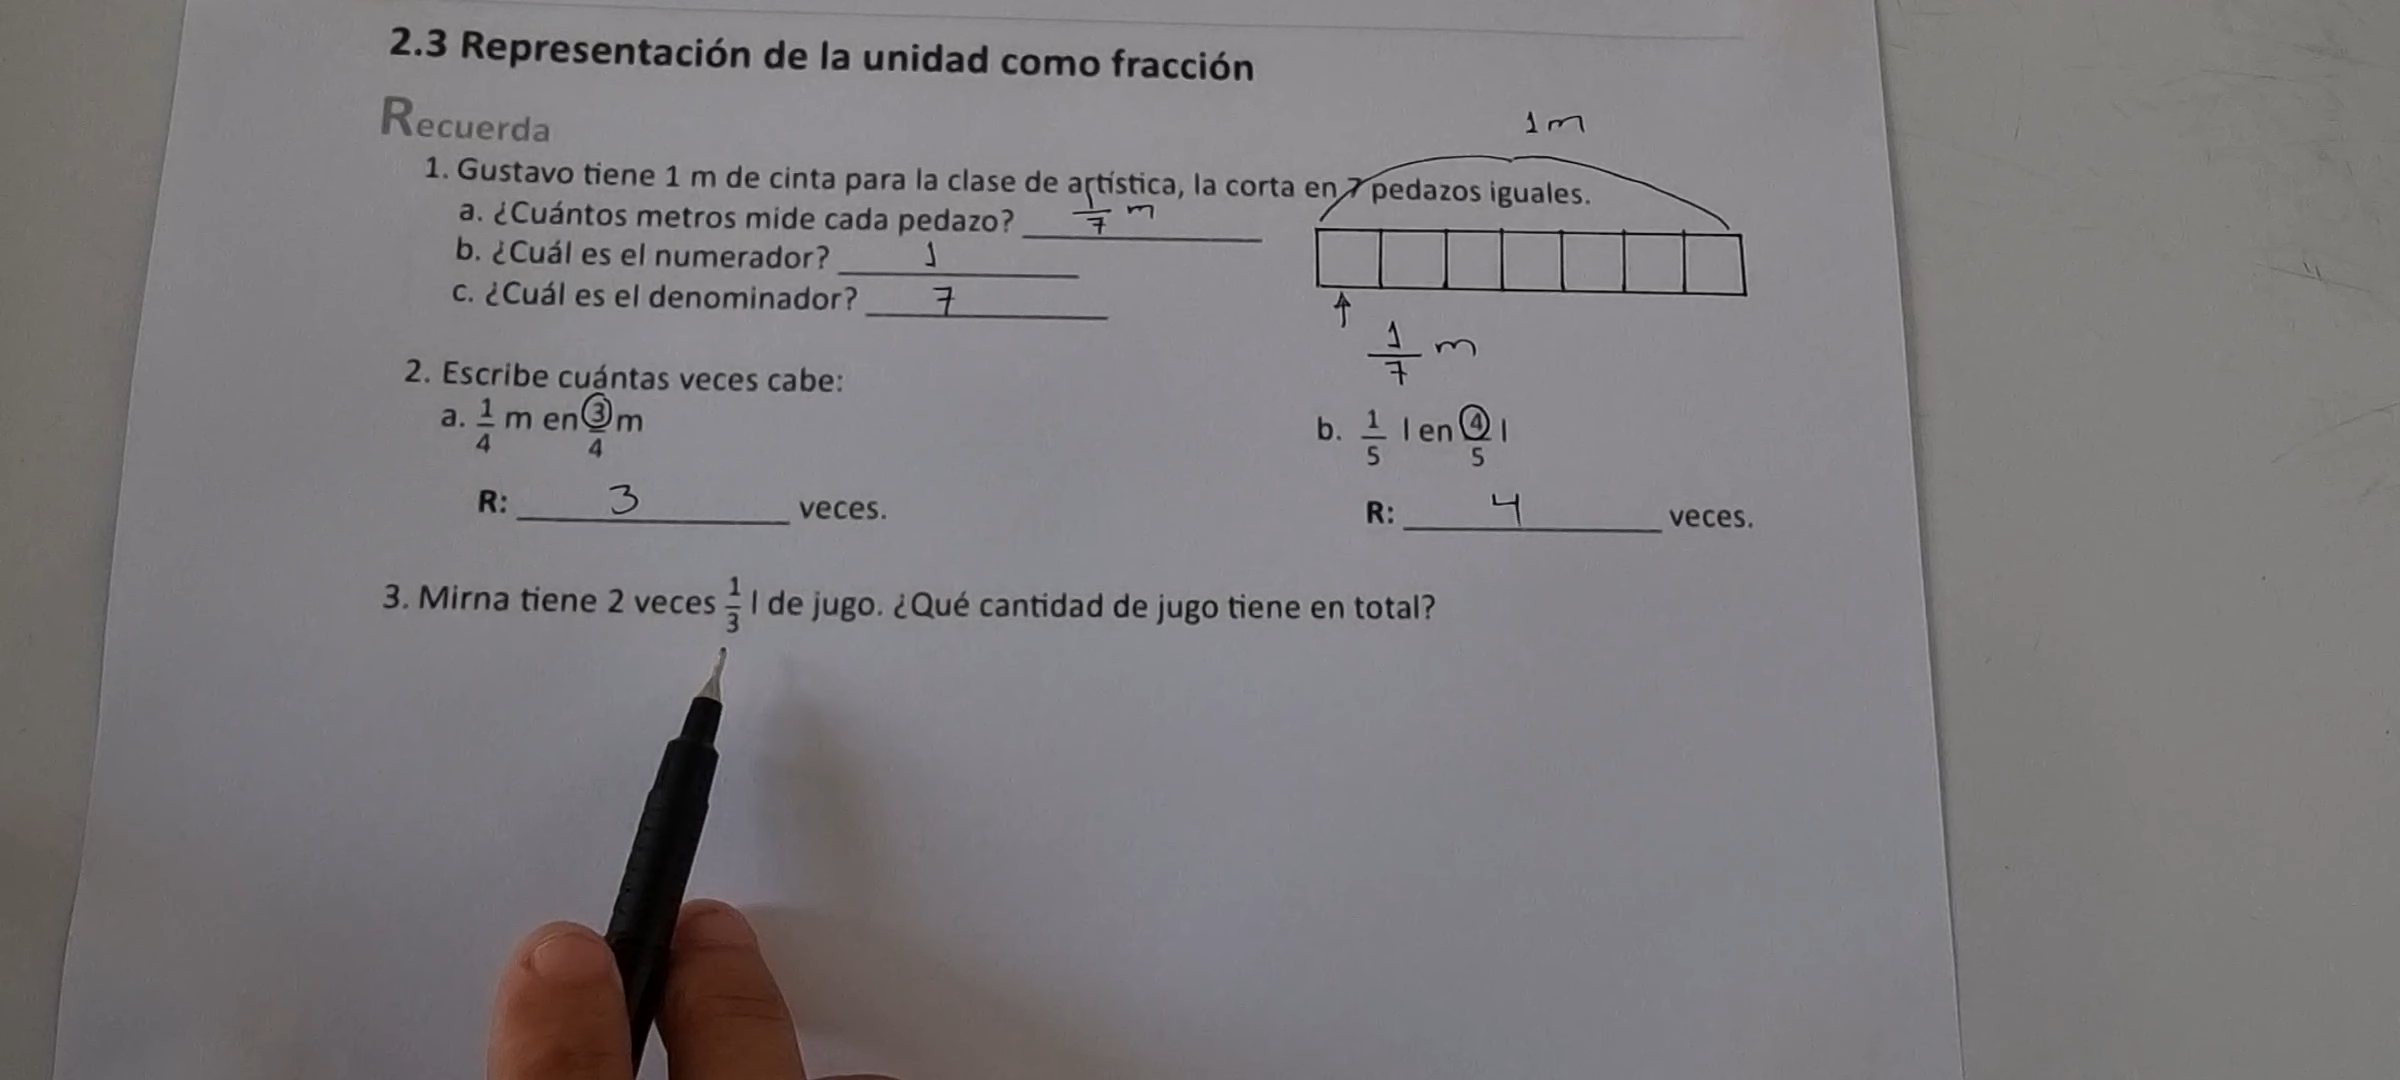 2.3 Representación de la unidad como fracción
Recuerda
1 m
1. Gustavo tiene 1 m de cinta para la clase de artística, la corta en 7 pedazos iguales.
a. ¿Cuántos metros mide cada pedazo? 1/7 m
b. ¿Cuál es el numerador? 1
c. ¿Cuál es el denominador? 7
1/7 m
2. Escribe cuántas veces cabe:
a. 1/4 m en 3/4 m
b. 1/5 l en 4/5 l
R: 3 veces.
R: 4 veces.
3. Mirna tiene 2 veces 1/3 l de jugo. ¿Qué cantidad de jugo tiene en total?